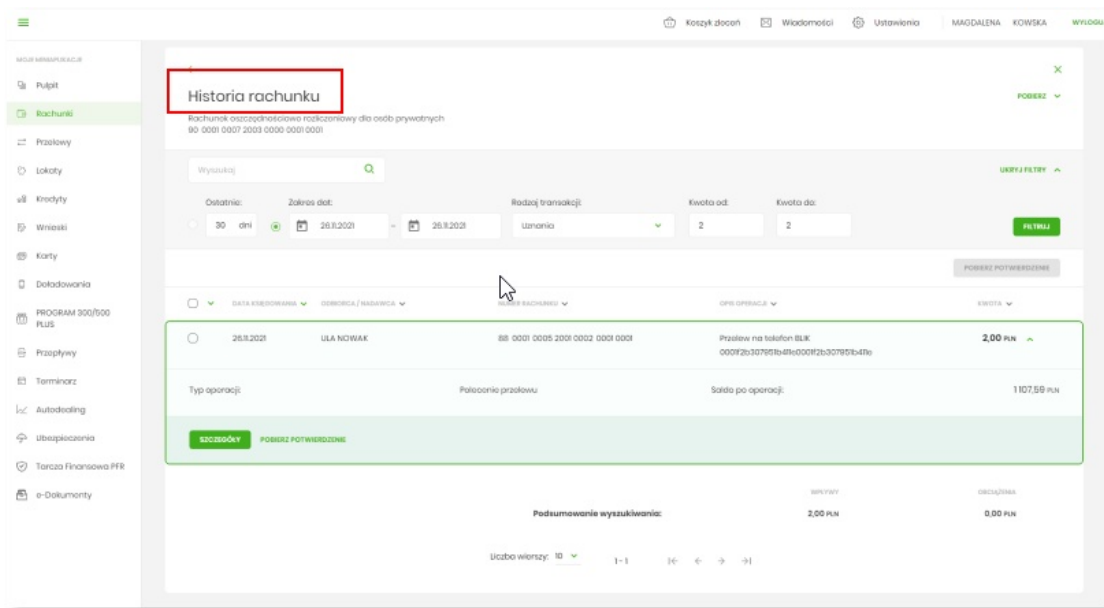 Koszyk zleceń Wiadomości Ustawienia MAGDALENA KOWSKA WYLOGU
MOJE MINIAPLIKACJE
Pulpit
Rachunki
Przelewy
Lokaty
Kredyty
Wnioski
Karty
Doładowania
PROGRAM 300/500
PLUS
Przepływy
Terminarz
Autodealing
Ubezpieczenia
Tarcza Finansowa PFR
e-Dokumenty
Historia rachunku
POBIERZ
Rachunek oszczędnościowo rozliczeniowy dla osób prywatnych
90 0001 0007 2003 0000 0001 0001
Wyszukaj
UKRYJ FILTRY
Ostatnie: Zakres dat: Rodzaj transakcji: Kwota od: Kwota do:
30 dni 26.11.2021 - 26.11.2021 Uznania 2 2 FILTRUJ
POBIERZ POTWIERDZENIE
DATA KSIĘGOWANIA ODBIORCA / NADAWCA NUMER RACHUNKU OPIS OPERACJI KWOTA
26.11.2021 ULA NOWAK 88 0001 0005 2001 0002 0001 0001 Przelew na telefon BLIK 2,00 PLN
Typ operacji: Polecenie przelewu Saldo po operacji: 1 107,59 PLN
SZCZEGÓŁY POBIERZ POTWIERDZENIE
WPŁYWY OBCIĄŻENIA
Podsumowanie wyszukiwania: 2,00 PLN 0,00 PLN
Liczba wierszy: 10 1-1